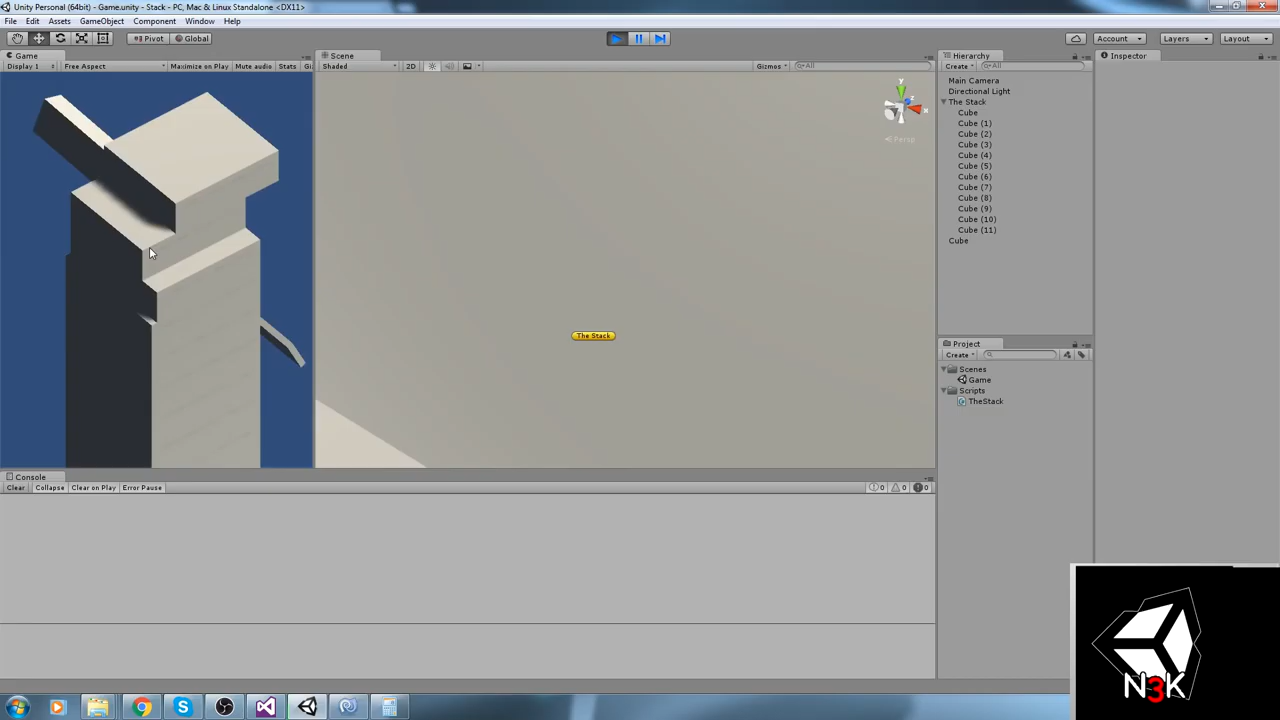 Unity Personal (64bit) - Game.unity - Stack - PC, Mac & Linux Standalone <DX11>
File Edit Assets GameObject Component Window Help
Pivot Global Account Layers Layout
Game Scene Hierarchy Inspector
Display 1 Free Aspect Maximize on Play Mute audio Stats Gi Shaded 2D Gizmos All Create All
Main Camera
Directional Light
The Stack
Cube
Cube (1)
Cube (2)
Cube (3)
Cube (4)
Cube (5)
Cube (6)
Cube (7)
Cube (8)
Cube (9)
Cube (10)
Cube (11)
Cube
y
z
x
Persp
The Stack
Project
Create
Scenes
Game
Scripts
TheStack
Console
Clear Collapse Clear on Play Error Pause 0 0 0
N3K